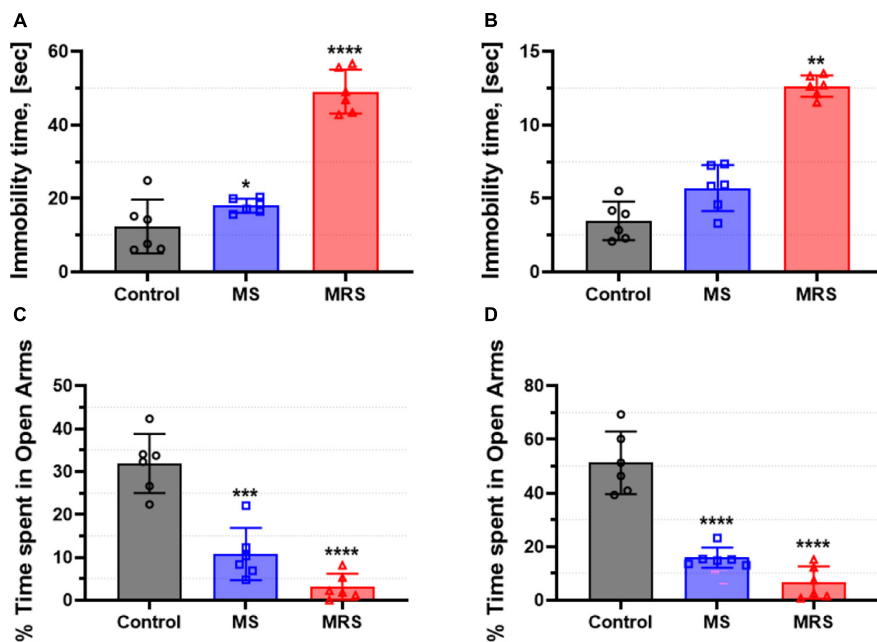 A
Immobility time, [sec]
60
40
20
0
*
****
Control
MS
MRS
B
Immobility time, [sec]
15
10
5
0
**
Control
MS
MRS
C
% Time spent in Open Arms
50
40
30
20
10
0
***
****
Control
MS
MRS
D
% Time spent in Open Arms
80
60
40
20
0
****
****
Control
MS
MRS